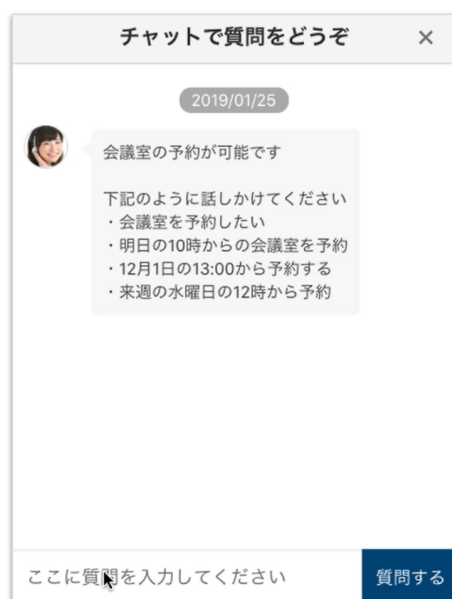 チャットで質問をどうぞ ×
2019/01/25
会議室の予約が可能です
下記のように話しかけてください
・会議室を予約したい
・明日の10時からの会議室を予約
・12月1日の13:00から予約する
・来週の水曜日の12時から予約
ここに質問を入力してください
質問する